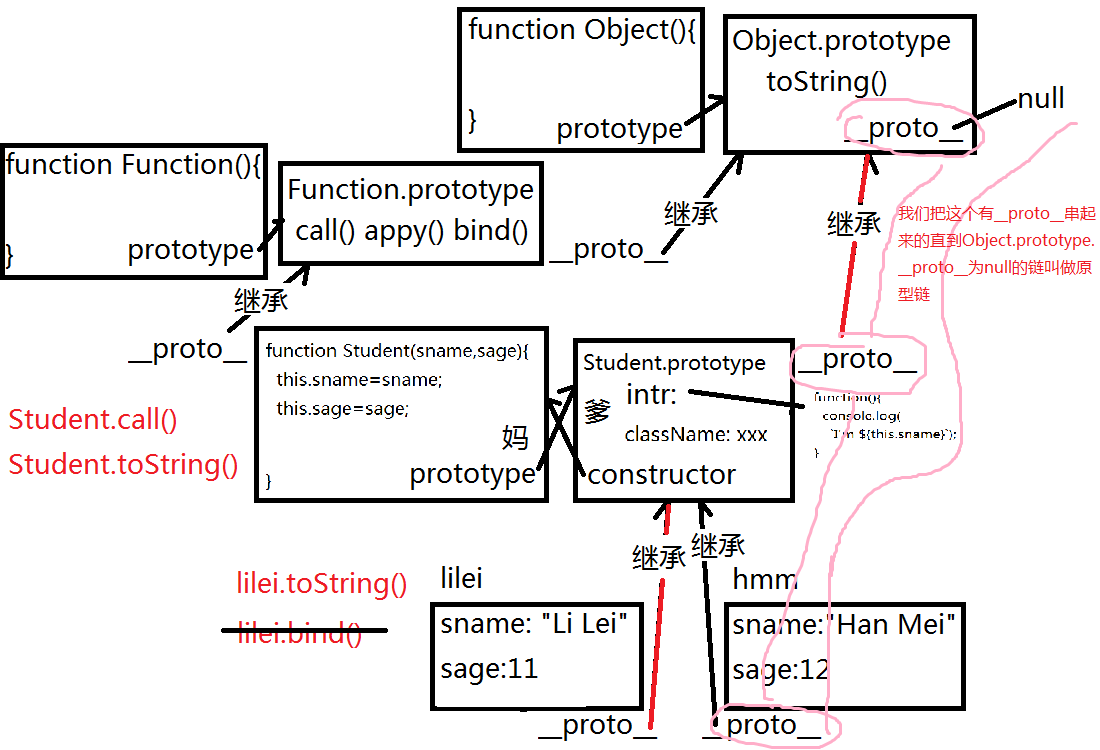 function Object(){
}
prototype
Object.prototype
toString()
__proto__
null
function Function(){
}
prototype
Function.prototype
call() appy() bind()
继承
__proto__
继承
__proto__
继承
我们把这个有__proto__串起
来的直到Object.prototype.
__proto__为null的链叫做原
型链
function Student(sname,sage){
this.sname=sname;
this.sage=sage;
妈
prototype
}
Student.prototype
intr:
爹
className: xxx
constructor
__proto__
function(){
console.log(
`I'm ${this.sname}`);
}
Student.call()
Student.toString()
继承
继承
lilei.toString()
lilei.bind()
lilei
sname: "Li Lei"
sage:11
__proto__
hmm
sname:"Han Mei"
sage:12
__proto__